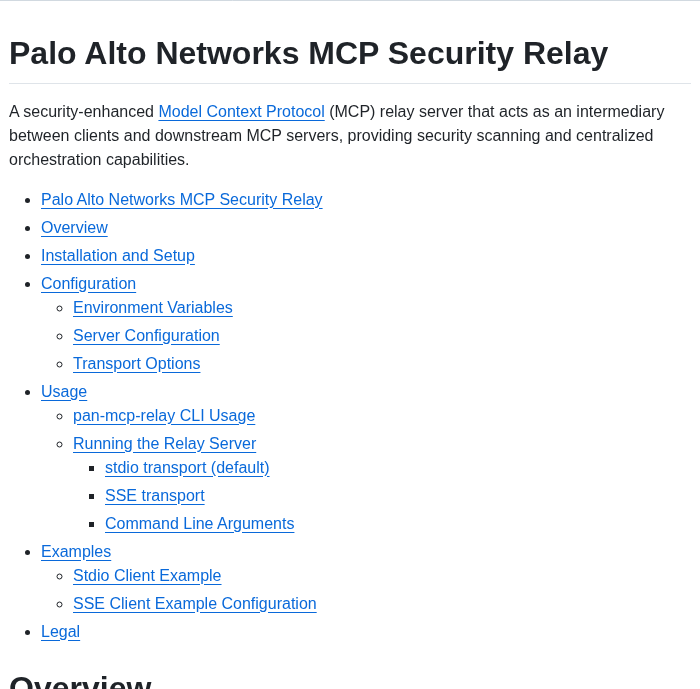 Palo Alto Networks MCP Security Relay
A security-enhanced Model Context Protocol (MCP) relay server that acts as an intermediary
between clients and downstream MCP servers, providing security scanning and centralized
orchestration capabilities.
Palo Alto Networks MCP Security Relay
Overview
Installation and Setup
Configuration
Environment Variables
Server Configuration
Transport Options
Usage
pan-mcp-relay CLI Usage
Running the Relay Server
stdio transport (default)
SSE transport
Command Line Arguments
Examples
Stdio Client Example
SSE Client Example Configuration
Legal
Overview